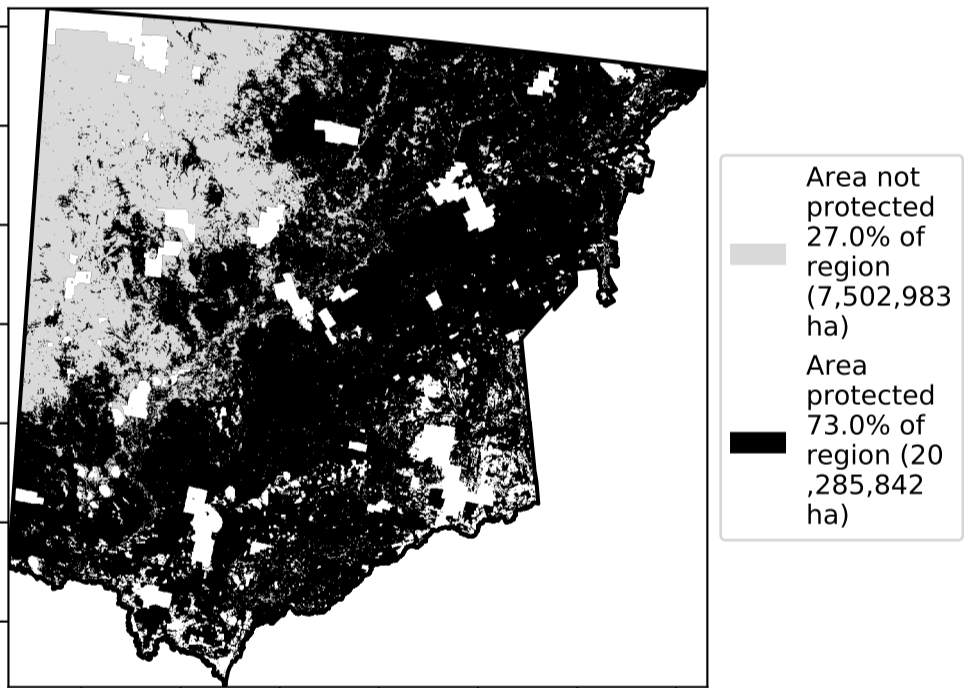 Area not
protected
27.0% of
region
(7,502,983
ha)
Area
protected
73.0% of
region (20
,285,842
ha)